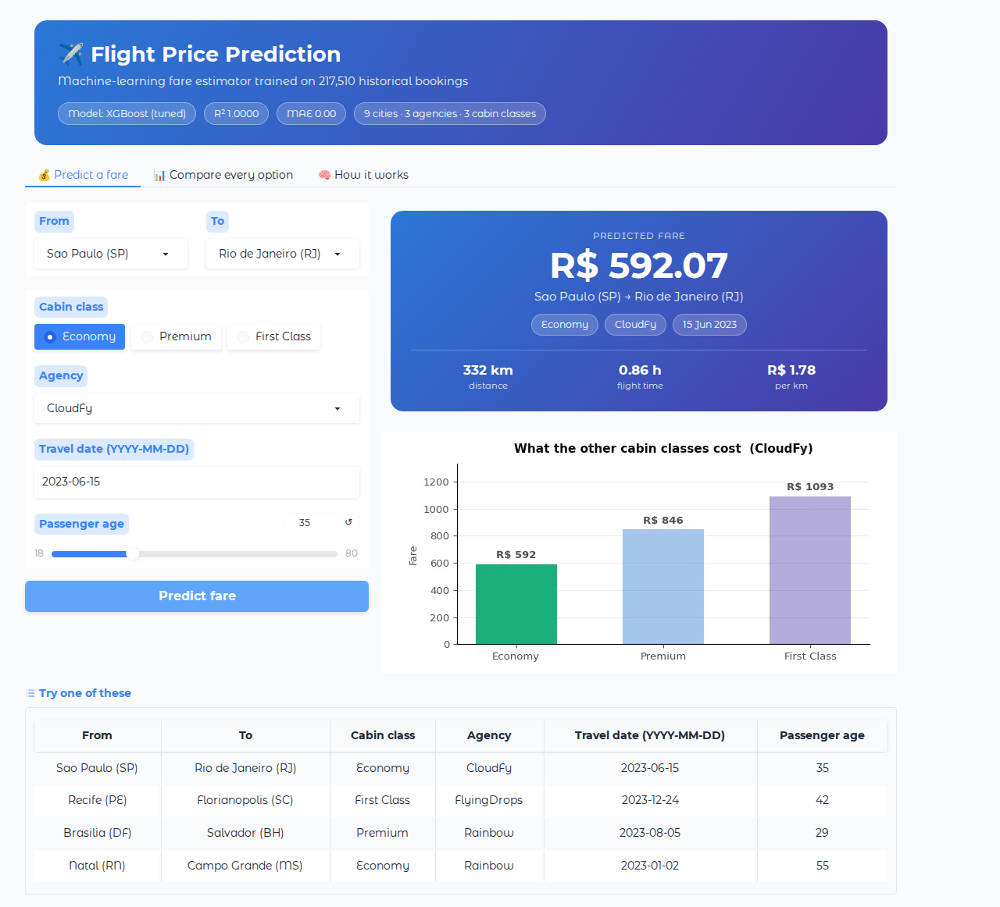 ✈️ Flight Price Prediction
Machine-learning fare estimator trained on 217,510 historical bookings
Model: XGBoost (tuned) R² 1.0000 MAE 0.00 9 cities · 3 agencies · 3 cabin classes
💰 Predict a fare 📊 Compare every option 🧠 How it works
From To
Sao Paulo (SP) Rio de Janeiro (RJ)
Cabin class
Economy Premium First Class
Agency
CloudFy
Travel date (YYYY-MM-DD)
2023-06-15
Passenger age 35 ↺
18 80
Predict fare
PREDICTED FARE
R$ 592.07
Sao Paulo (SP) → Rio de Janeiro (RJ)
Economy CloudFy 15 Jun 2023
332 km 0.86 h R$ 1.78
distance flight time per km
What the other cabin classes cost (CloudFy)
Fare
1200
1000
800
600
400
200
0
R$ 592 R$ 846 R$ 1093
Economy Premium First Class
Try one of these
From To Cabin class Agency Travel date (YYYY-MM-DD) Passenger age
Sao Paulo (SP) Rio de Janeiro (RJ) Economy CloudFy 2023-06-15 35
Recife (PE) Florianopolis (SC) First Class FlyingDrops 2023-12-24 42
Brasilia (DF) Salvador (BH) Premium Rainbow 2023-08-05 29
Natal (RN) Campo Grande (MS) Economy Rainbow 2023-01-02 55